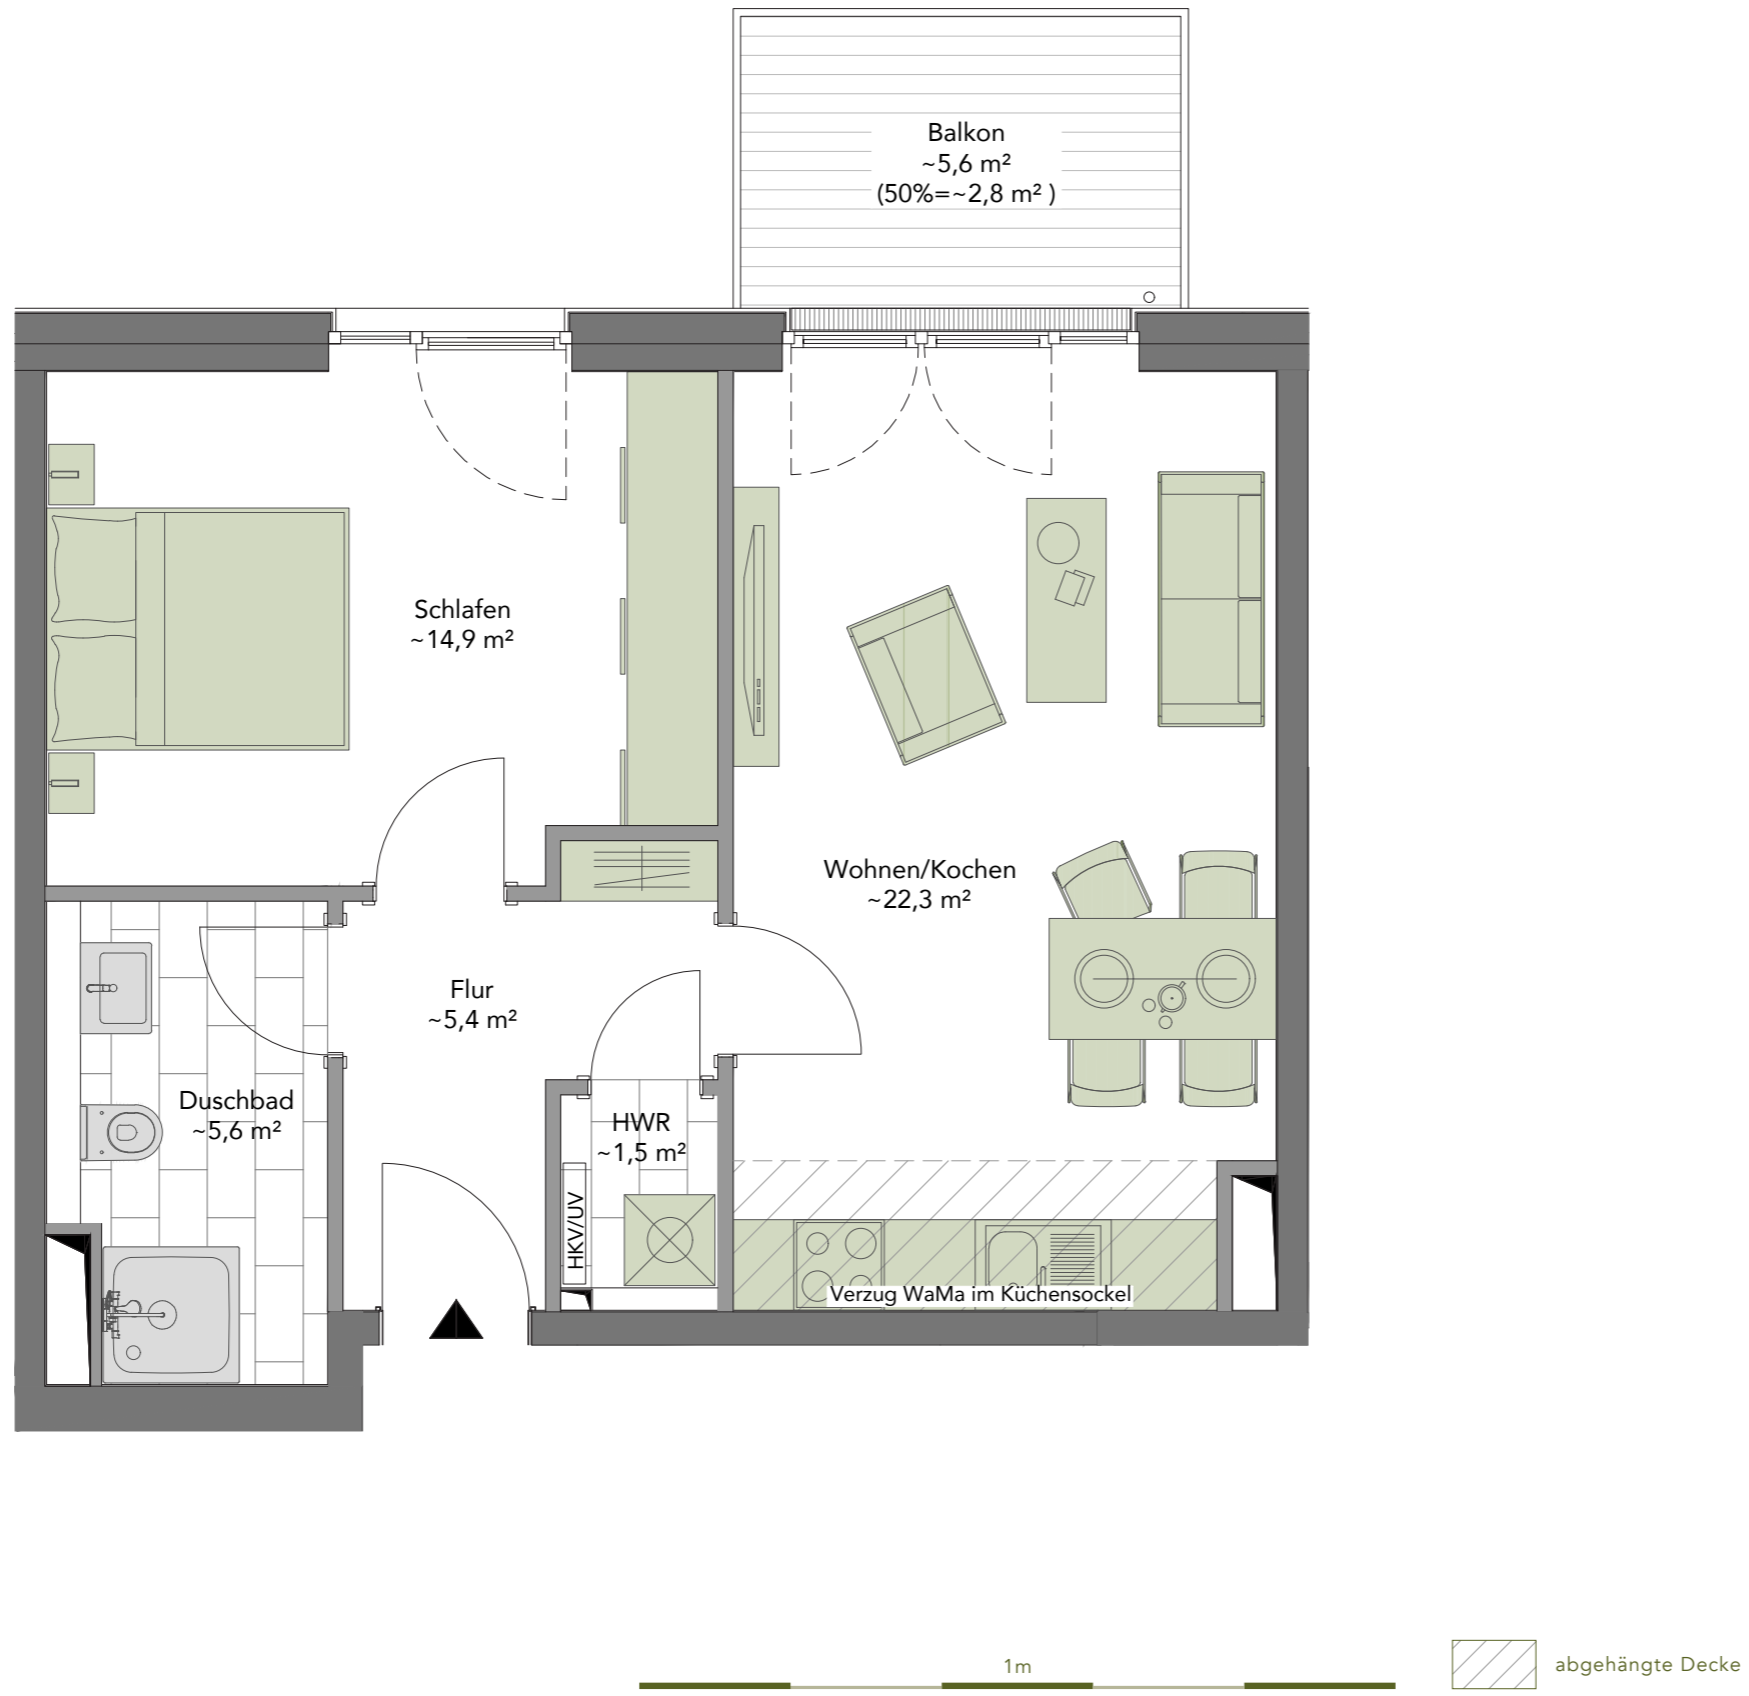 Balkon
~5,6 m²
(50%=~2,8 m² )
Schlafen
~14,9 m²
Wohnen/Kochen
~22,3 m²
Flur
~5,4 m²
Duschbad
~5,6 m²
HWR
~1,5 m²
HKV/UV
Verzug WaMa im Küchensockel
1m
abgehängte Decke